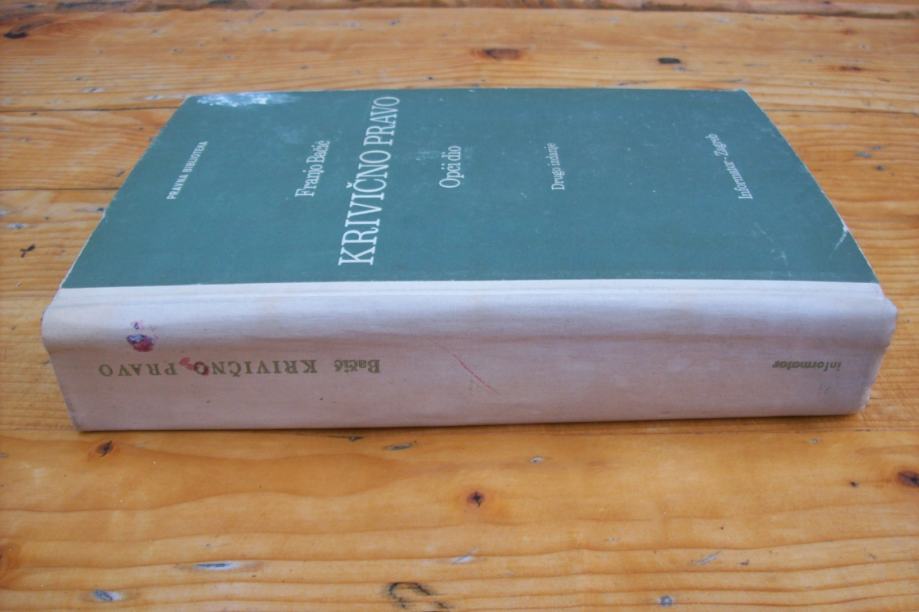 PRAVNA BIBLIOTEKA
Franjo Bačić
KRIVIČNO PRAVO
Opći dio
Drugo izdanje
Informator – Zagreb
Bačić KRIVIČNO PRAVO
informator